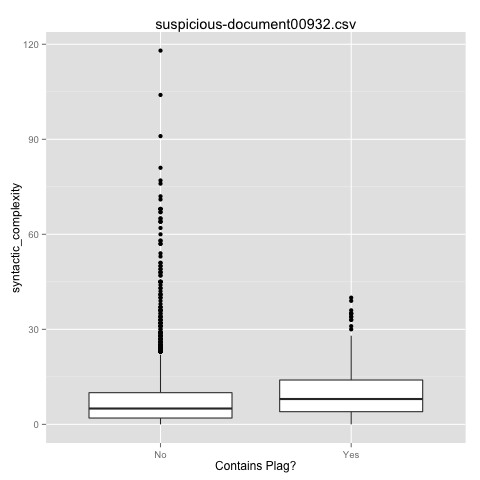 suspicious-document00932.csv
120
90
60
30
0
syntactic_complexity
No
Yes
Contains Plag?